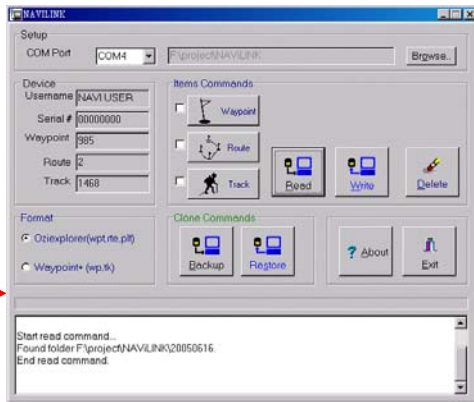 NAVILINK
Setup
COM Port COM4 F:\project\NAVILINK Browse..
Device
Username NAVI USER
Serial # 00000000
Waypoint 985
Route 2
Track 1468
Items Commands
Waypoint
Route
Track
Read Write Delete
Format
Oziexplorer(wpt.rte.plt)
Waypoint+ (wp.tk)
Clone Commands
Backup Restore
? About Exit
Start read command...
Found folder F:\project\NAVILINK\20050616.
End read command.